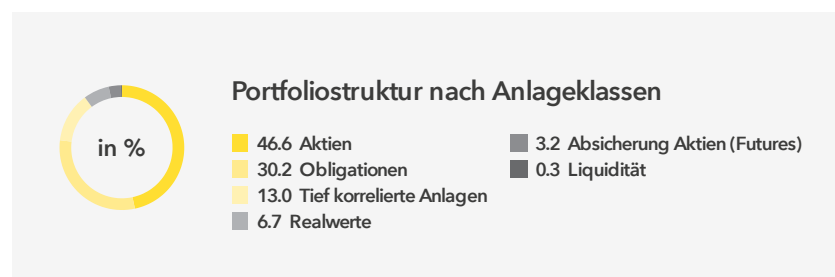 Portfoliostruktur nach Anlageklassen
in %
46.6 Aktien
30.2 Obligationen
13.0 Tief korrelierte Anlagen
6.7 Realwerte
3.2 Absicherung Aktien (Futures)
0.3 Liquidität